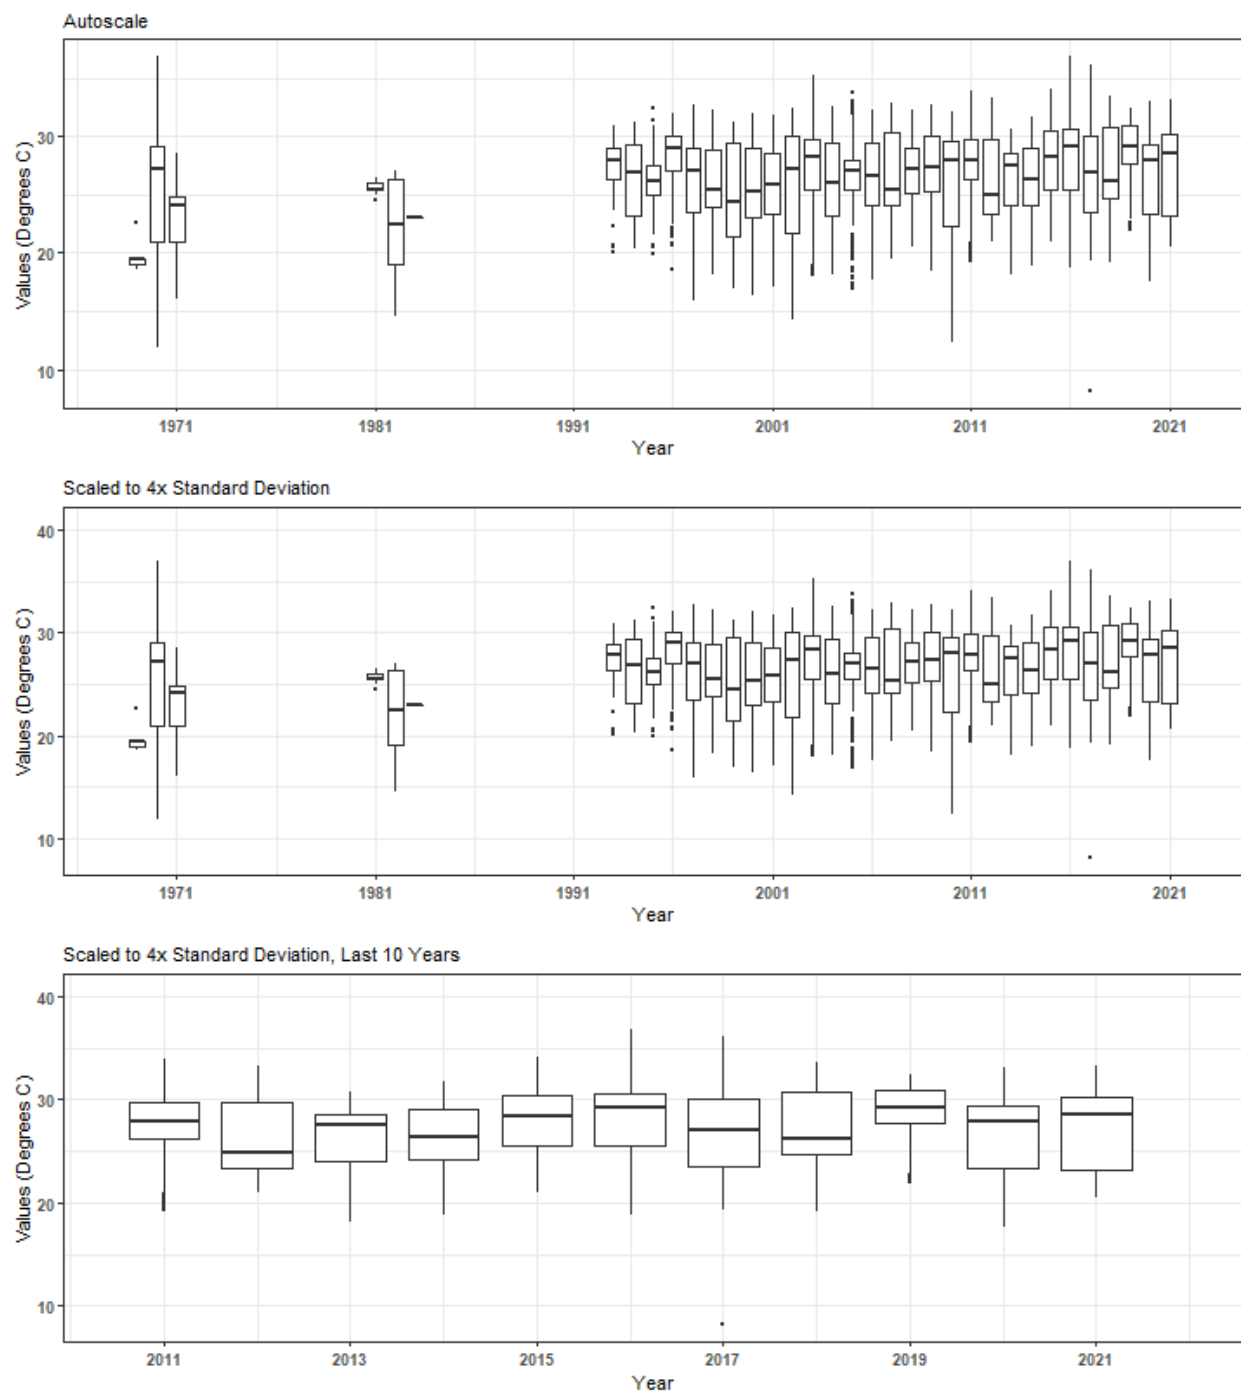 Autoscale
Values (Degrees C)
30
20
10
1971 1981 1991 2001 2011 2021
Year
Scaled to 4x Standard Deviation
Values (Degrees C)
40
30
20
10
1971 1981 1991 2001 2011 2021
Year
Scaled to 4x Standard Deviation, Last 10 Years
Values (Degrees C)
40
30
20
10
2011 2013 2015 2017 2019 2021
Year